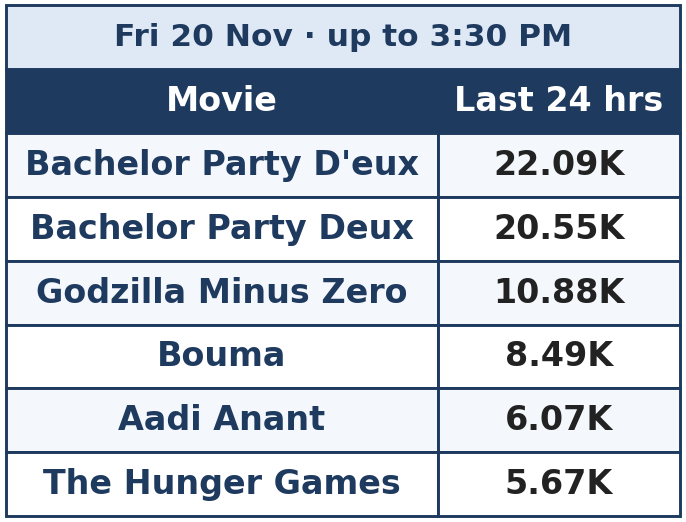 Fri 20 Nov · up to 3:30 PM
Movie Last 24 hrs
Bachelor Party D'eux 22.09K
Bachelor Party Deux 20.55K
Godzilla Minus Zero 10.88K
Bouma 8.49K
Aadi Anant 6.07K
The Hunger Games 5.67K